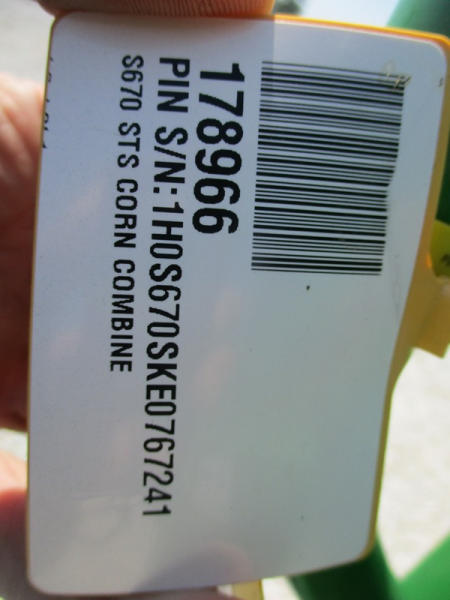 178966
PIN S/N:1H0S670SKE0767241
S670 STS CORN COMBINE